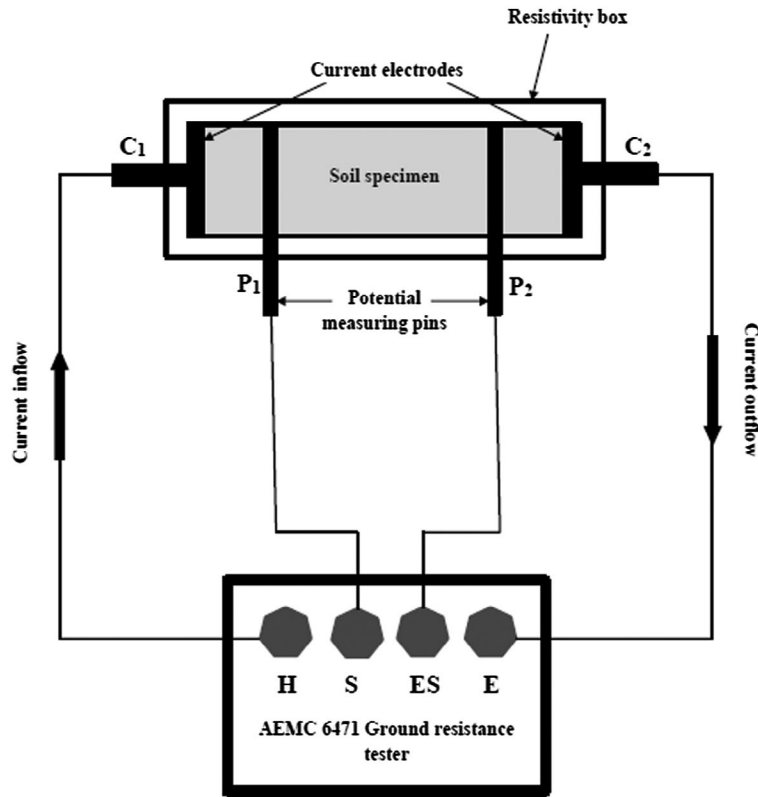 Resistivity box
Current electrodes
C₁
C₂
Soil specimen
P₁
P₂
Potential
measuring pins
Current inflow
Current outflow
H S ES E
AEMC 6471 Ground resistance
tester